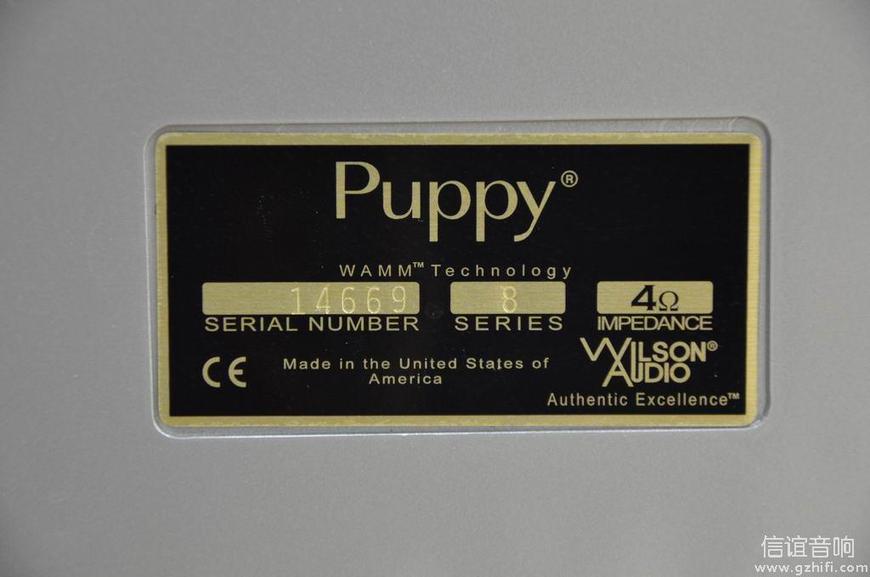 Puppy®
WAMM™ Technology
14669 8 4Ω
SERIAL NUMBER SERIES IMPEDANCE
CE Made in the United States of
America
WILSON®
AUDIO
Authentic Excellence™
信谊音响
www.gzhifi.com